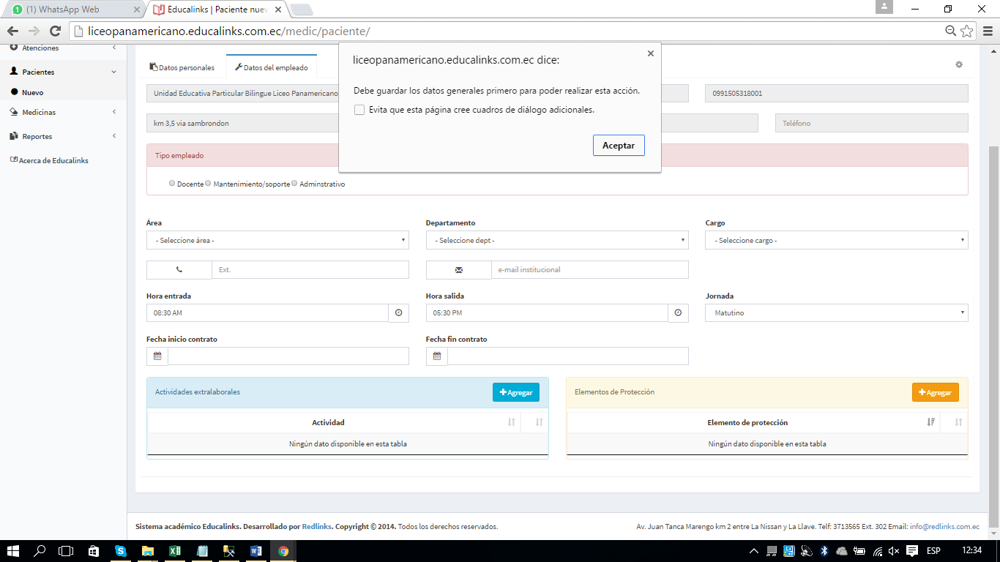 (1) WhatsApp Web
Educalinks | Paciente nuev
liceopanamericano.educalinks.com.ec/medic/paciente/
Atenciones
Pacientes
Nuevo
Medicinas
Reportes
Acerca de Educalinks
Datos personales
Datos del empleado
liceopanamericano.educalinks.com.ec dice:
Debe guardar los datos generales primero para poder realizar esta acción.
Evita que esta página cree cuadros de diálogo adicionales.
Aceptar
Unidad Educativa Particular Bilingue Liceo Panamericano
0991505318001
km 3,5 via sambrondon
Teléfono
Tipo empleado
Docente Mantenimiento/soporte Adminstrativo
Área Departamento Cargo
- Seleccione área - - Seleccione dept - - Seleccione cargo -
Ext. e-mail institucional
Hora entrada Hora salida Jornada
08:30 AM 05:30 PM Matutino
Fecha inicio contrato Fecha fin contrato
Actividades extralaborales Agregar Elementos de Protección Agregar
Actividad Elemento de protección
Ningún dato disponible en esta tabla Ningún dato disponible en esta tabla
Sistema académico Educalinks. Desarrollado por Redlinks. Copyright © 2014. Todos los derechos reservados. Av. Juan Tanca Marengo km 2 entre La Nissan y La Llave. Telf: 3713565 Ext. 302 Email: info@redlinks.com.ec
ESP 12:34